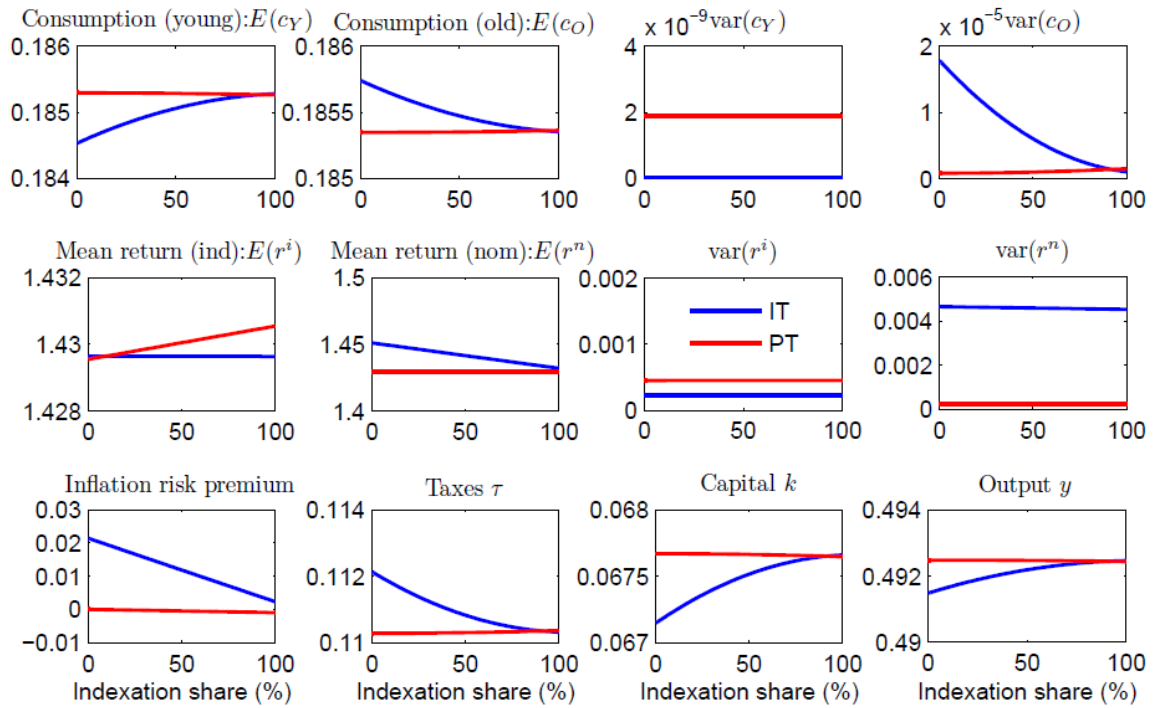 Consumption (young):E(c_Y) Consumption (old):E(c_O) × 10^−9 var(c_Y) × 10^−5 var(c_O)
0.186 0.186 4 2
0.185 0.1855 2 1
0.184 0.185 0 0
0 50 100 0 50 100 0 50 100 0 50 100
Mean return (ind):E(r^i) Mean return (nom):E(r^n) var(r^i) var(r^n)
1.432 1.5 0.002 0.006
1.43 1.45 0.001 0.004
0.002
1.428 1.4 0 0
IT
PT
0 50 100 0 50 100 0 50 100 0 50 100
Inflation risk premium Taxes τ Capital k Output y
0.03 0.114 0.068 0.494
0.02
0.01 0.112 0.0675 0.492
0
−0.01 0.11 0.067 0.49
0 50 100 0 50 100 0 50 100 0 50 100
Indexation share (%) Indexation share (%) Indexation share (%) Indexation share (%)